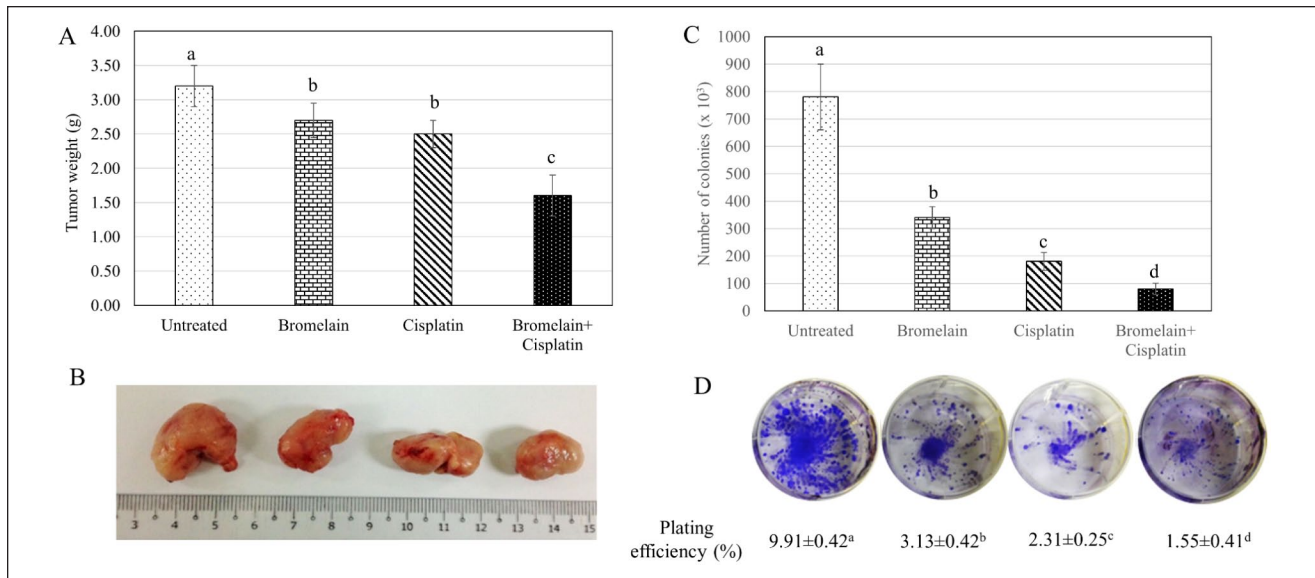 A
Tumor weight (g)
4.00
3.50
3.00
2.50
2.00
1.50
1.00
0.50
0.00
a
b
b
c
Untreated
Bromelain
Cisplatin
Bromelain+
Cisplatin
B
3 4 5 6 7 8 9 10 11 12 13 14 15
C
Number of colonies (x 10³)
1000
900
800
700
600
500
400
300
200
100
0
a
b
c
d
Untreated
Bromelain
Cisplatin
Bromelain+
Cisplatin
D
Plating
efficiency (%)
9.91±0.42ᵃ 3.13±0.42ᵇ 2.31±0.25ᶜ 1.55±0.41ᵈ